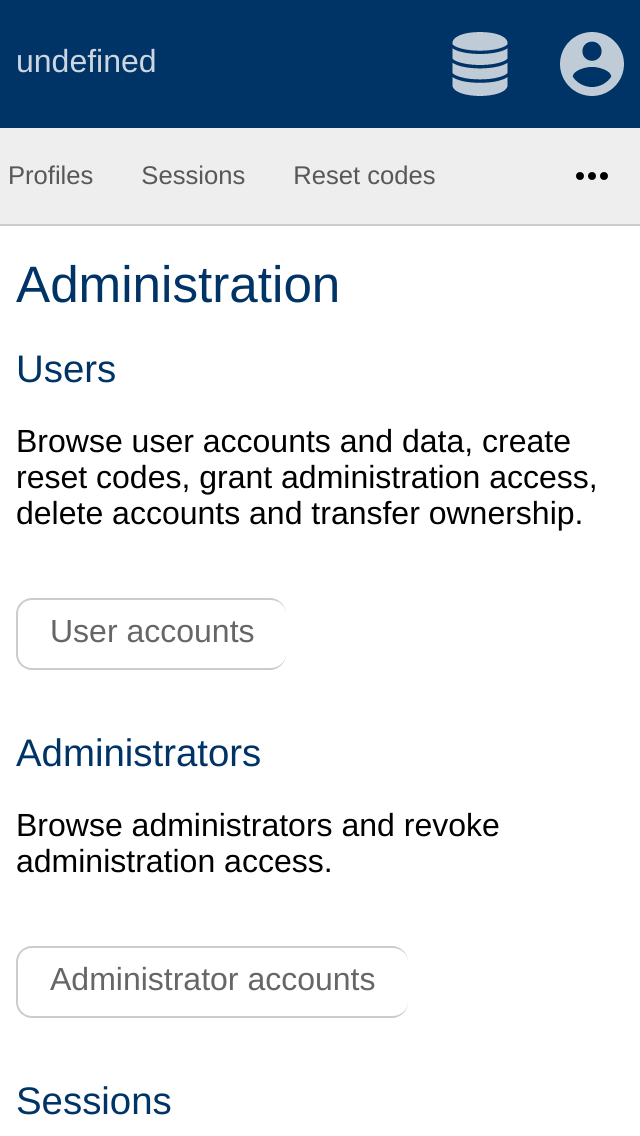 undefined
Profiles Sessions Reset codes
Administration
Users
Browse user accounts and data, create
reset codes, grant administration access,
delete accounts and transfer ownership.
User accounts
Administrators
Browse administrators and revoke
administration access.
Administrator accounts
Sessions